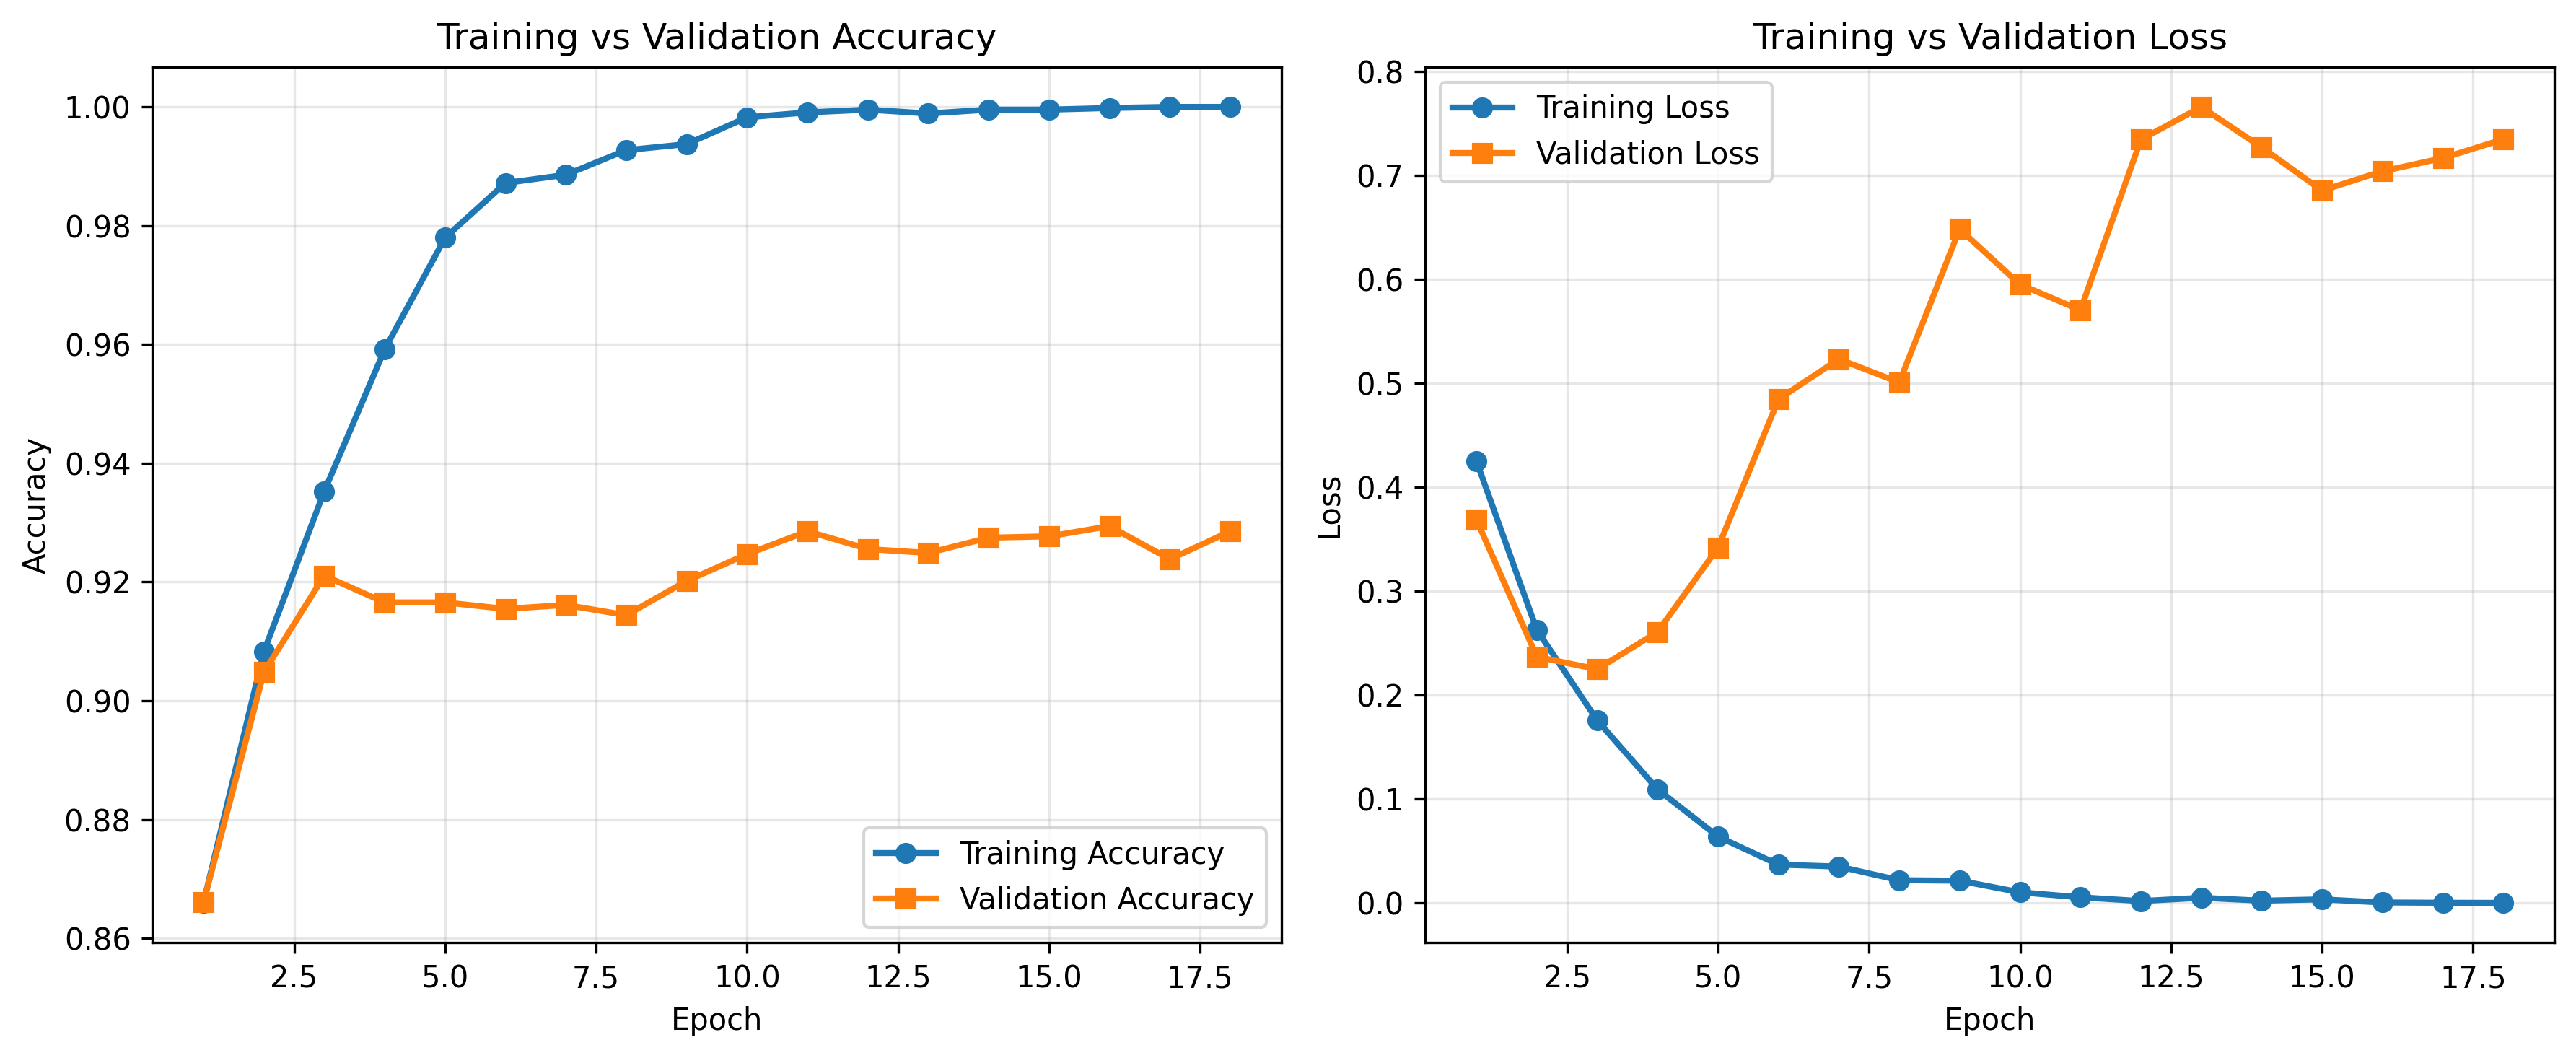 Training vs Validation Accuracy
Accuracy
1.00
0.98
0.96
0.94
0.92
0.90
0.88
0.86
Training Accuracy
Validation Accuracy
2.5 5.0 7.5 10.0 12.5 15.0 17.5
Epoch
Training vs Validation Loss
Loss
0.8
0.7
0.6
0.5
0.4
0.3
0.2
0.1
0.0
Training Loss
Validation Loss
2.5 5.0 7.5 10.0 12.5 15.0 17.5
Epoch